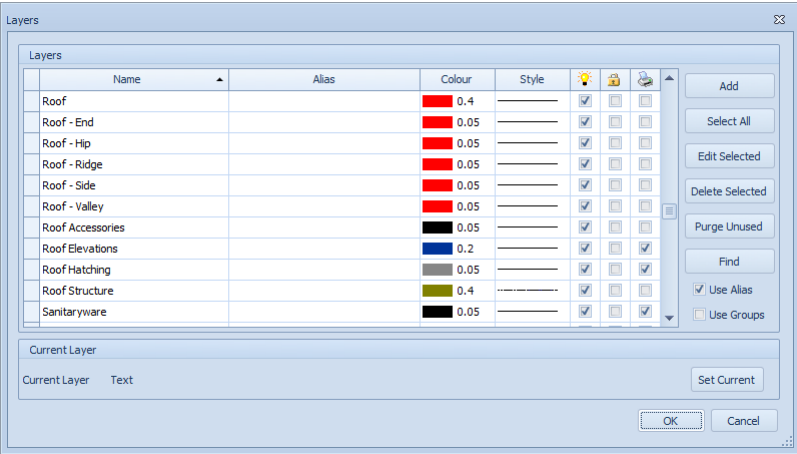 Layers
Layers
Name Alias Colour Style
Roof 0.4
Roof - End 0.05
Roof - Hip 0.05
Roof - Ridge 0.05
Roof - Side 0.05
Roof - Valley 0.05
Roof Accessories 0.05
Roof Elevations 0.2
Roof Hatching 0.05
Roof Structure 0.4
Sanitaryware 0.05
Add
Select All
Edit Selected
Delete Selected
Purge Unused
Find
Use Alias
Use Groups
Current Layer
Current Layer Text
Set Current
OK Cancel